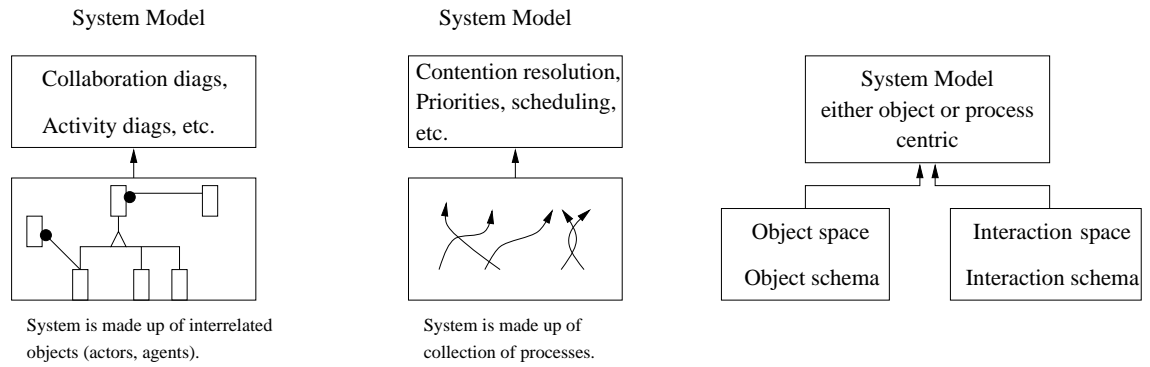 System Model
Collaboration diags,
Activity diags, etc.
System is made up of interrelated
objects (actors, agents).
System Model
Contention resolution,
Priorities, scheduling,
etc.
System is made up of
collection of processes.
System Model
either object or process
centric
Object space
Object schema
Interaction space
Interaction schema